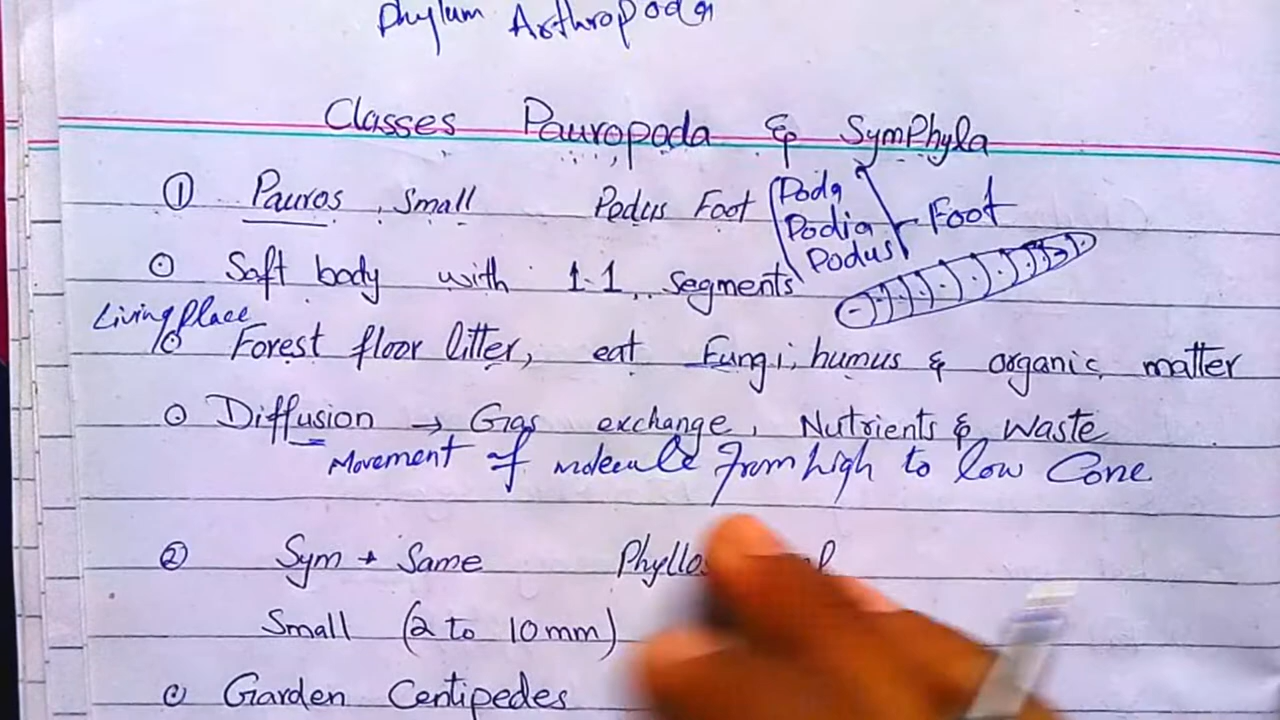 Phylum Arthropoda
Classes Pauropada & SymPhyla
① Pauros, Small Podus Foot Poda Podia Podus Foot
Soft body with 11 segments
Living Place
Forest floor litter, eat Fungi, humus & organic matter
Diffusion → Gas exchange, Nutrients & Waste
Movement of molecule from high to low Conc
② Sym + Same Phyllo
Small (2 to 10mm)
Garden Centipedes